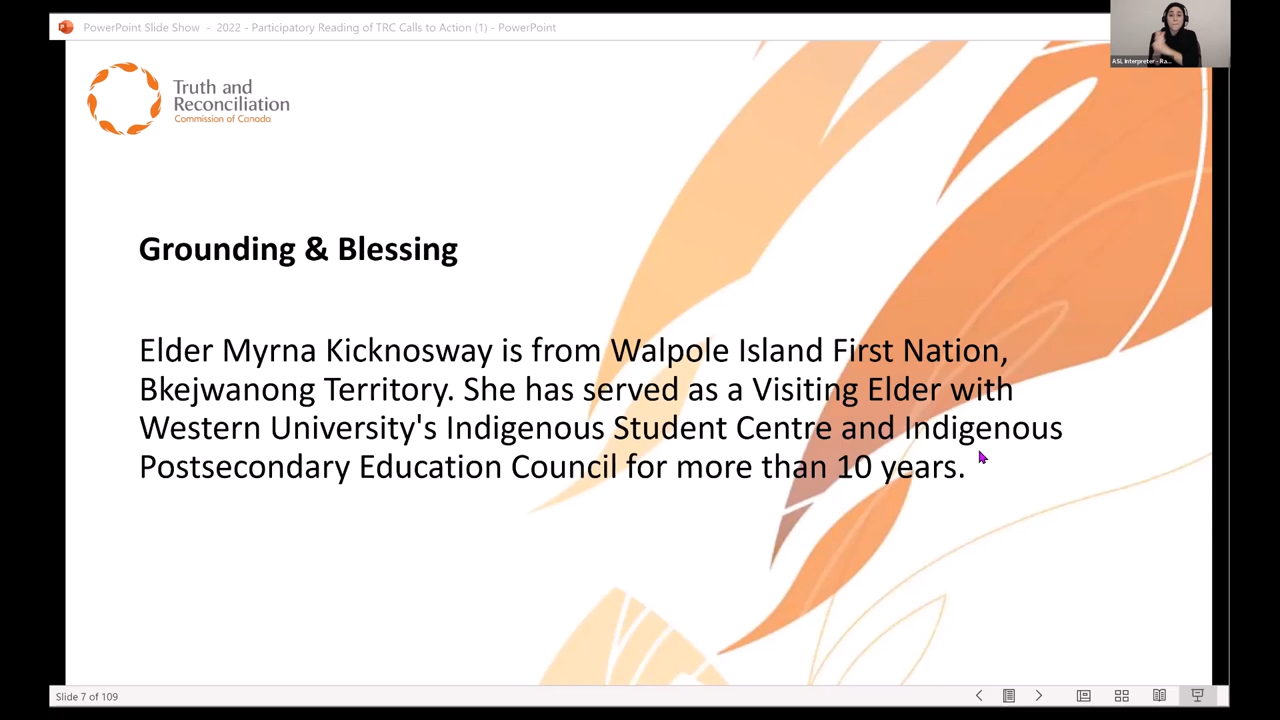 PowerPoint Slide Show - 2022 - Participatory Reading of TRC Calls to Action (1) - PowerPoint
ASL Interpreter - Ra...
Truth and
Reconciliation
Commission of Canada
Grounding & Blessing
Elder Myrna Kicknosway is from Walpole Island First Nation,
Bkejwanong Territory. She has served as a Visiting Elder with
Western University's Indigenous Student Centre and Indigenous
Postsecondary Education Council for more than 10 years.
Slide 7 of 109